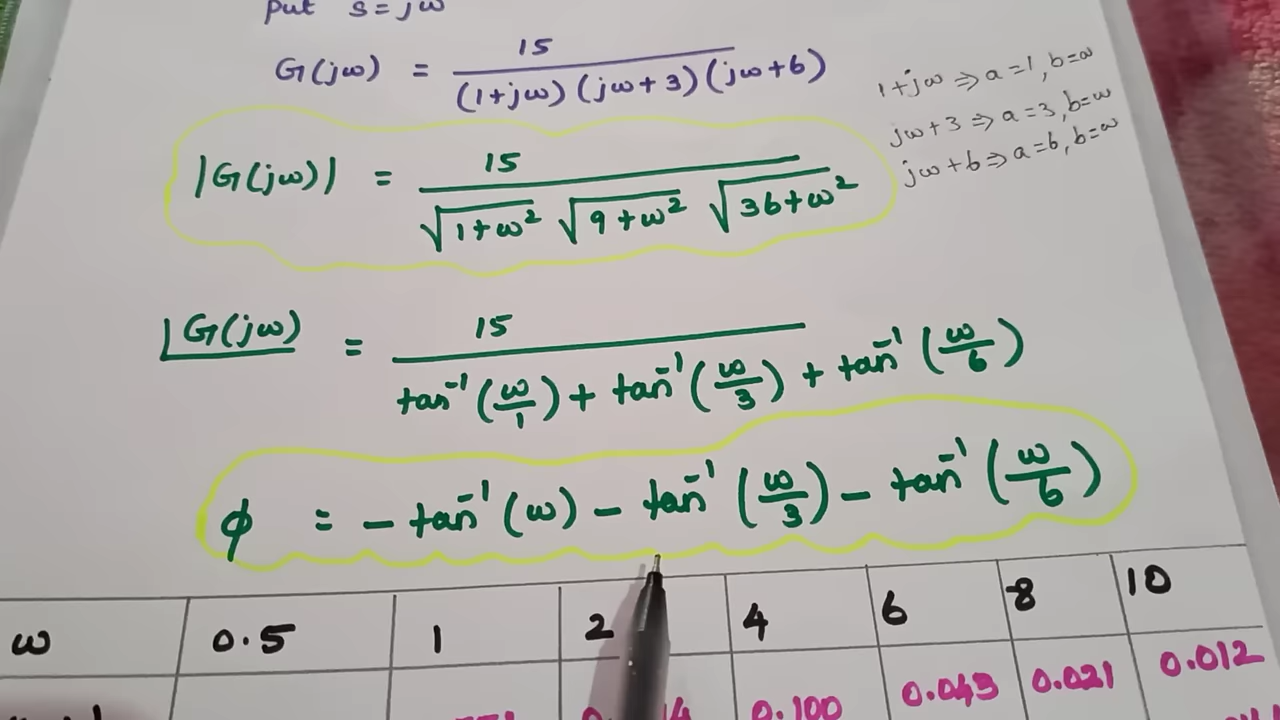 put s=jω
G(jω) = 15 / (1+jω)(jω+3)(jω+6)
1+jω ⇒ a=1, b=ω
jω+3 ⇒ a=3, b=ω
jω+6 ⇒ a=6, b=ω
|G(jω)| = 15 / √1+ω² √9+ω² √36+ω²
∠G(jω) = 15 / tan⁻¹(ω/1) + tan⁻¹(ω/3) + tan⁻¹(ω/6)
φ = −tan⁻¹(ω) − tan⁻¹(ω/3) − tan⁻¹(ω/6)
ω 0.5 1 2 4 6 8 10
0.100 0.043 0.021 0.012